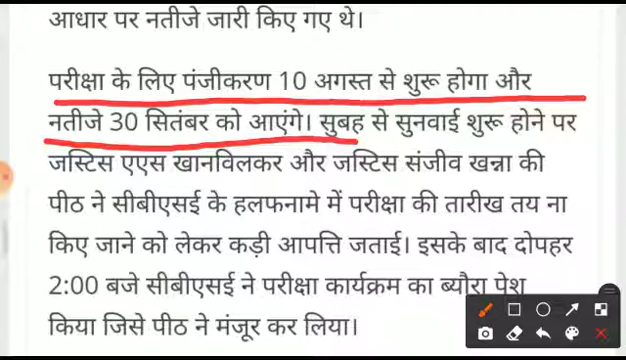 आधार पर नतीजे जारी किए गए थे।
परीक्षा के लिए पंजीकरण 10 अगस्त से शुरू होगा और
नतीजे 30 सितंबर को आएंगे। सुबह से सुनवाई शुरू होने पर
जस्टिस एएस खानविलकर और जस्टिस संजीव खन्ना की
पीठ ने सीबीएसई के हलफनामे में परीक्षा की तारीख तय ना
किए जाने को लेकर कड़ी आपत्ति जताई। इसके बाद दोपहर
2:00 बजे सीबीएसई ने परीक्षा कार्यक्रम का ब्यौरा पेश
किया जिसे पीठ ने मंजूर कर लिया।